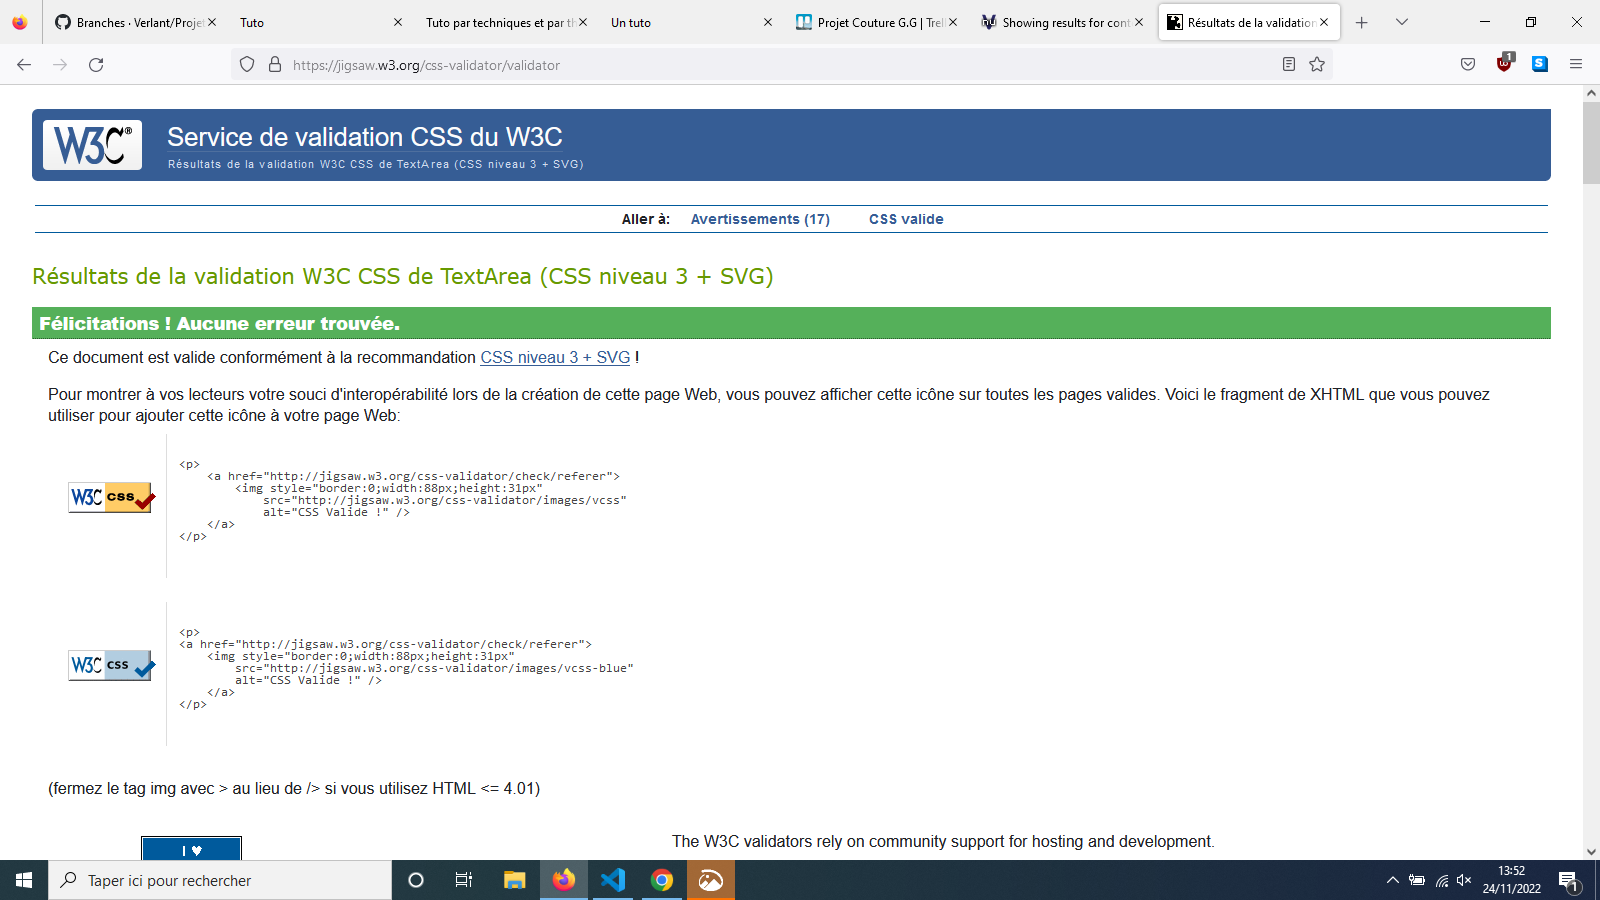 Branches · Verlant/Projet
Tuto
Tuto par techniques et par th
Un tuto
Projet Couture G.G | Trell
Showing results for cont
Résultats de la validation
https://jigsaw.w3.org/css-validator/validator
1
S
W3C®
Service de validation CSS du W3C
Résultats de la validation W3C CSS de TextArea (CSS niveau 3 + SVG)
Aller à: Avertissements (17) CSS valide
Résultats de la validation W3C CSS de TextArea (CSS niveau 3 + SVG)
Félicitations ! Aucune erreur trouvée.
Ce document est valide conformément à la recommandation CSS niveau 3 + SVG !
Pour montrer à vos lecteurs votre souci d'interopérabilité lors de la création de cette page Web, vous pouvez afficher cette icône sur toutes les pages valides. Voici le fragment de XHTML que vous pouvez
utiliser pour ajouter cette icône à votre page Web:
W3C css
<p>
<a href="http://jigsaw.w3.org/css-validator/check/referer">
<img style="border:0;width:88px;height:31px"
src="http://jigsaw.w3.org/css-validator/images/vcss"
alt="CSS Valide !" />
</a>
</p>
W3C css
<p>
<a href="http://jigsaw.w3.org/css-validator/check/referer">
<img style="border:0;width:88px;height:31px"
src="http://jigsaw.w3.org/css-validator/images/vcss-blue"
alt="CSS Valide !" />
</a>
</p>
(fermez le tag img avec > au lieu de /> si vous utilisez HTML <= 4.01)
I ♥
The W3C validators rely on community support for hosting and development.
Taper ici pour rechercher
13:52
24/11/2022
1